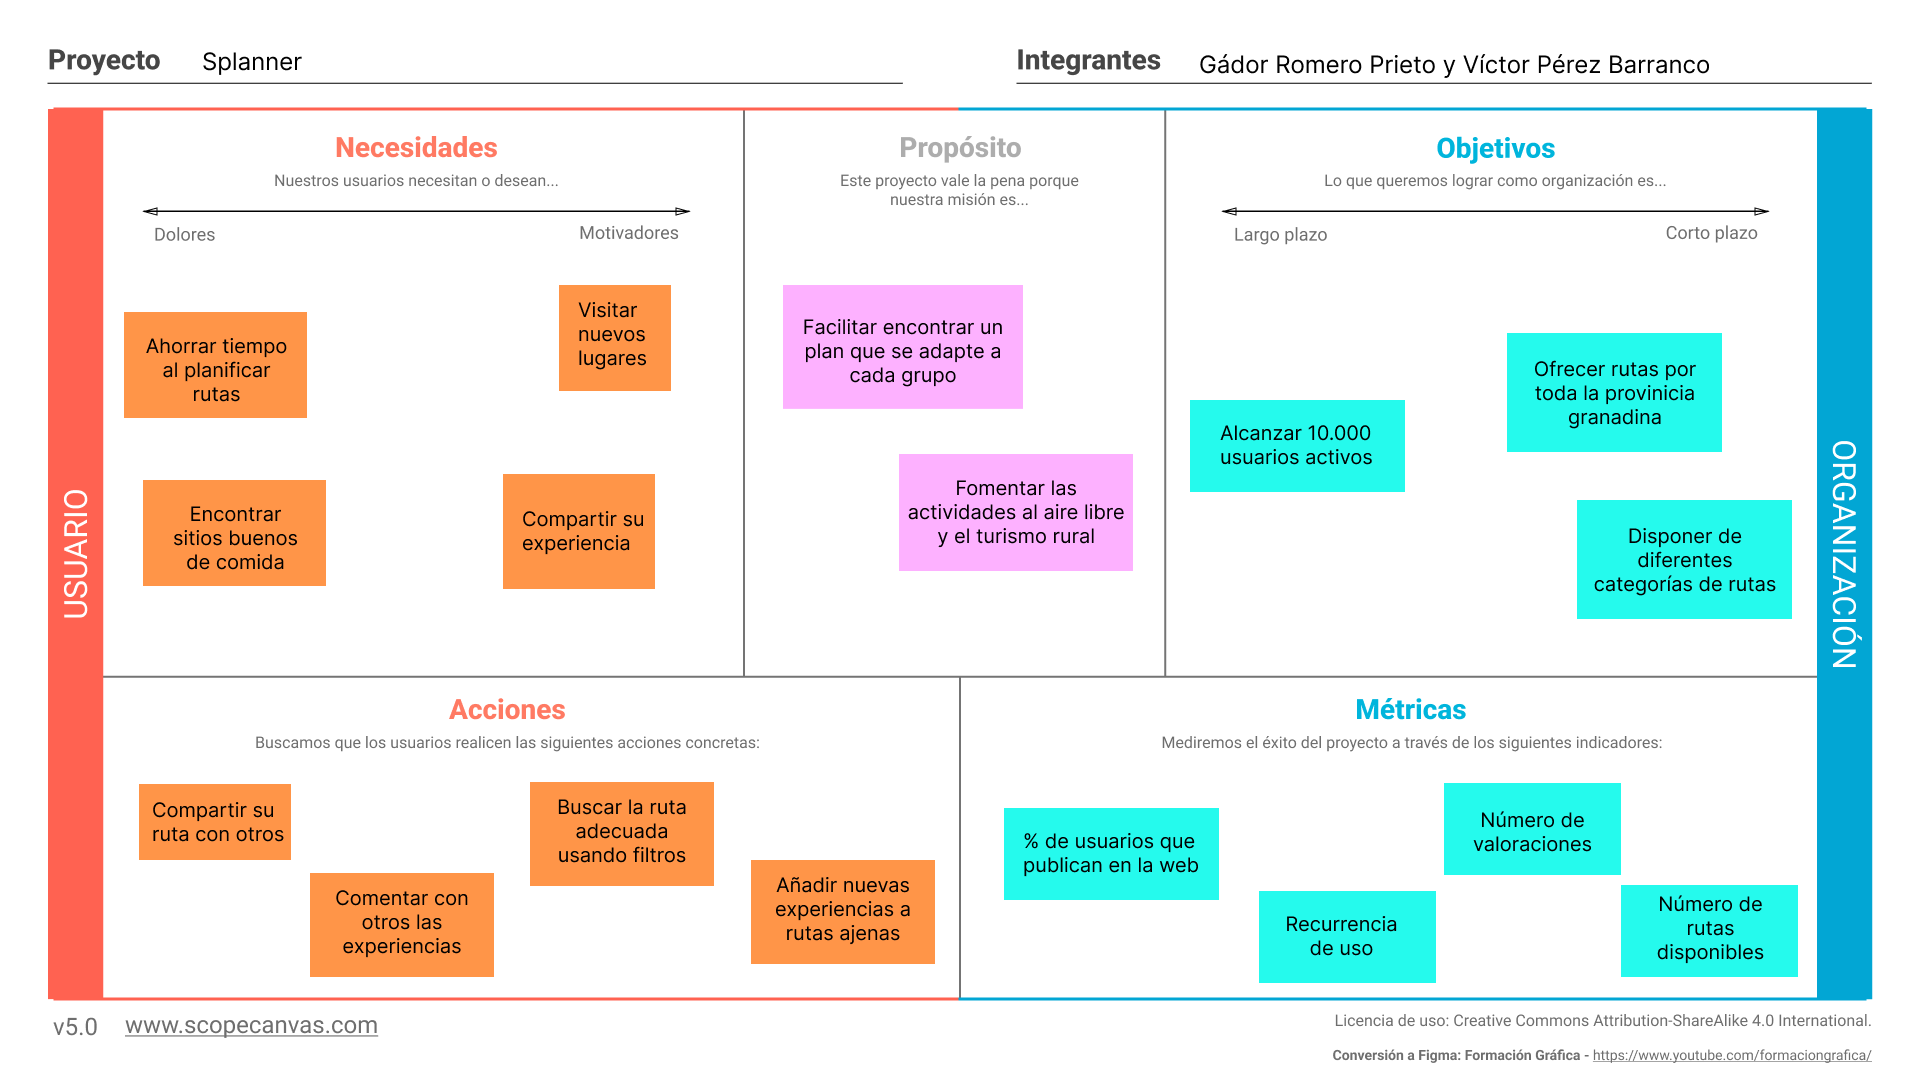 Proyecto Splanner
Integrantes Gádor Romero Prieto y Víctor Pérez Barranco
USUARIO
Necesidades
Nuestros usuarios necesitan o desean...
Dolores
Motivadores
Ahorrar tiempo
al planificar
rutas
Visitar
nuevos
lugares
Encontrar
sitios buenos
de comida
Compartir su
experiencia
Propósito
Este proyecto vale la pena porque
nuestra misión es...
Facilitar encontrar un
plan que se adapte a
cada grupo
Fomentar las
actividades al aire libre
y el turismo rural
Objetivos
Lo que queremos lograr como organización es...
Largo plazo
Corto plazo
Alcanzar 10.000
usuarios activos
Ofrecer rutas por
toda la provinicia
granadina
Disponer de
diferentes
categorías de rutas
ORGANIZACIÓN
Acciones
Buscamos que los usuarios realicen las siguientes acciones concretas:
Compartir su
ruta con otros
Comentar con
otros las
experiencias
Buscar la ruta
adecuada
usando filtros
Añadir nuevas
experiencias a
rutas ajenas
Métricas
Mediremos el éxito del proyecto a través de los siguientes indicadores:
% de usuarios que
publican en la web
Recurrencia
de uso
Número de
valoraciones
Número de
rutas
disponibles
v5.0 www.scopecanvas.com
Licencia de uso: Creative Commons Attribution-ShareAlike 4.0 International.
Conversión a Figma: Formación Gráfica - https://www.youtube.com/formaciongrafica/